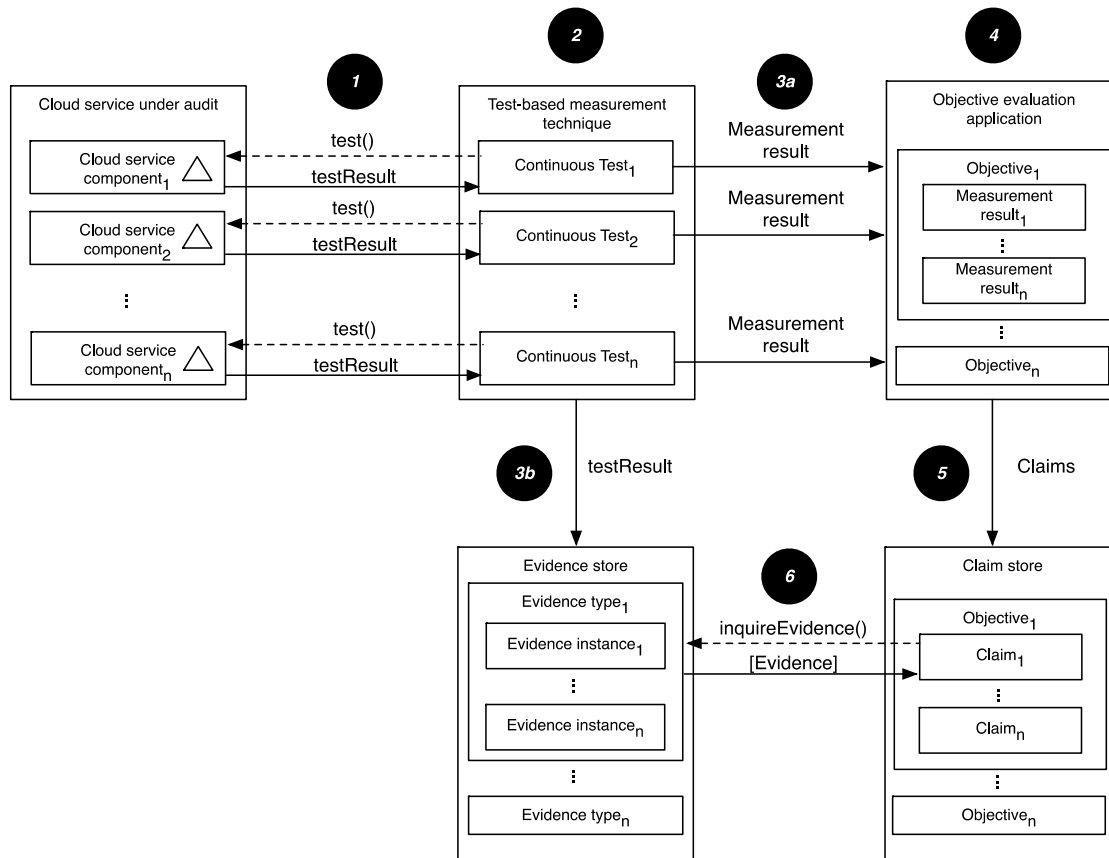 1
2
3a
4
Cloud service under audit
Cloud service
component1
Cloud service
component2
⋮
Cloud service
componentn
test()
testResult
test()
testResult
test()
testResult
Test-based measurement
technique
Continuous Test1
Continuous Test2
⋮
Continuous Testn
Measurement
result
Measurement
result
Measurement
result
Objective evaluation
application
Objective1
Measurement
result1
⋮
Measurement
resultn
⋮
Objectiven
3b
testResult
5
Claims
Evidence store
Evidence type1
Evidence instance1
⋮
Evidence instancen
⋮
Evidence typen
6
inquireEvidence()
[Evidence]
Claim store
Objective1
Claim1
⋮
Claimn
⋮
Objectiven